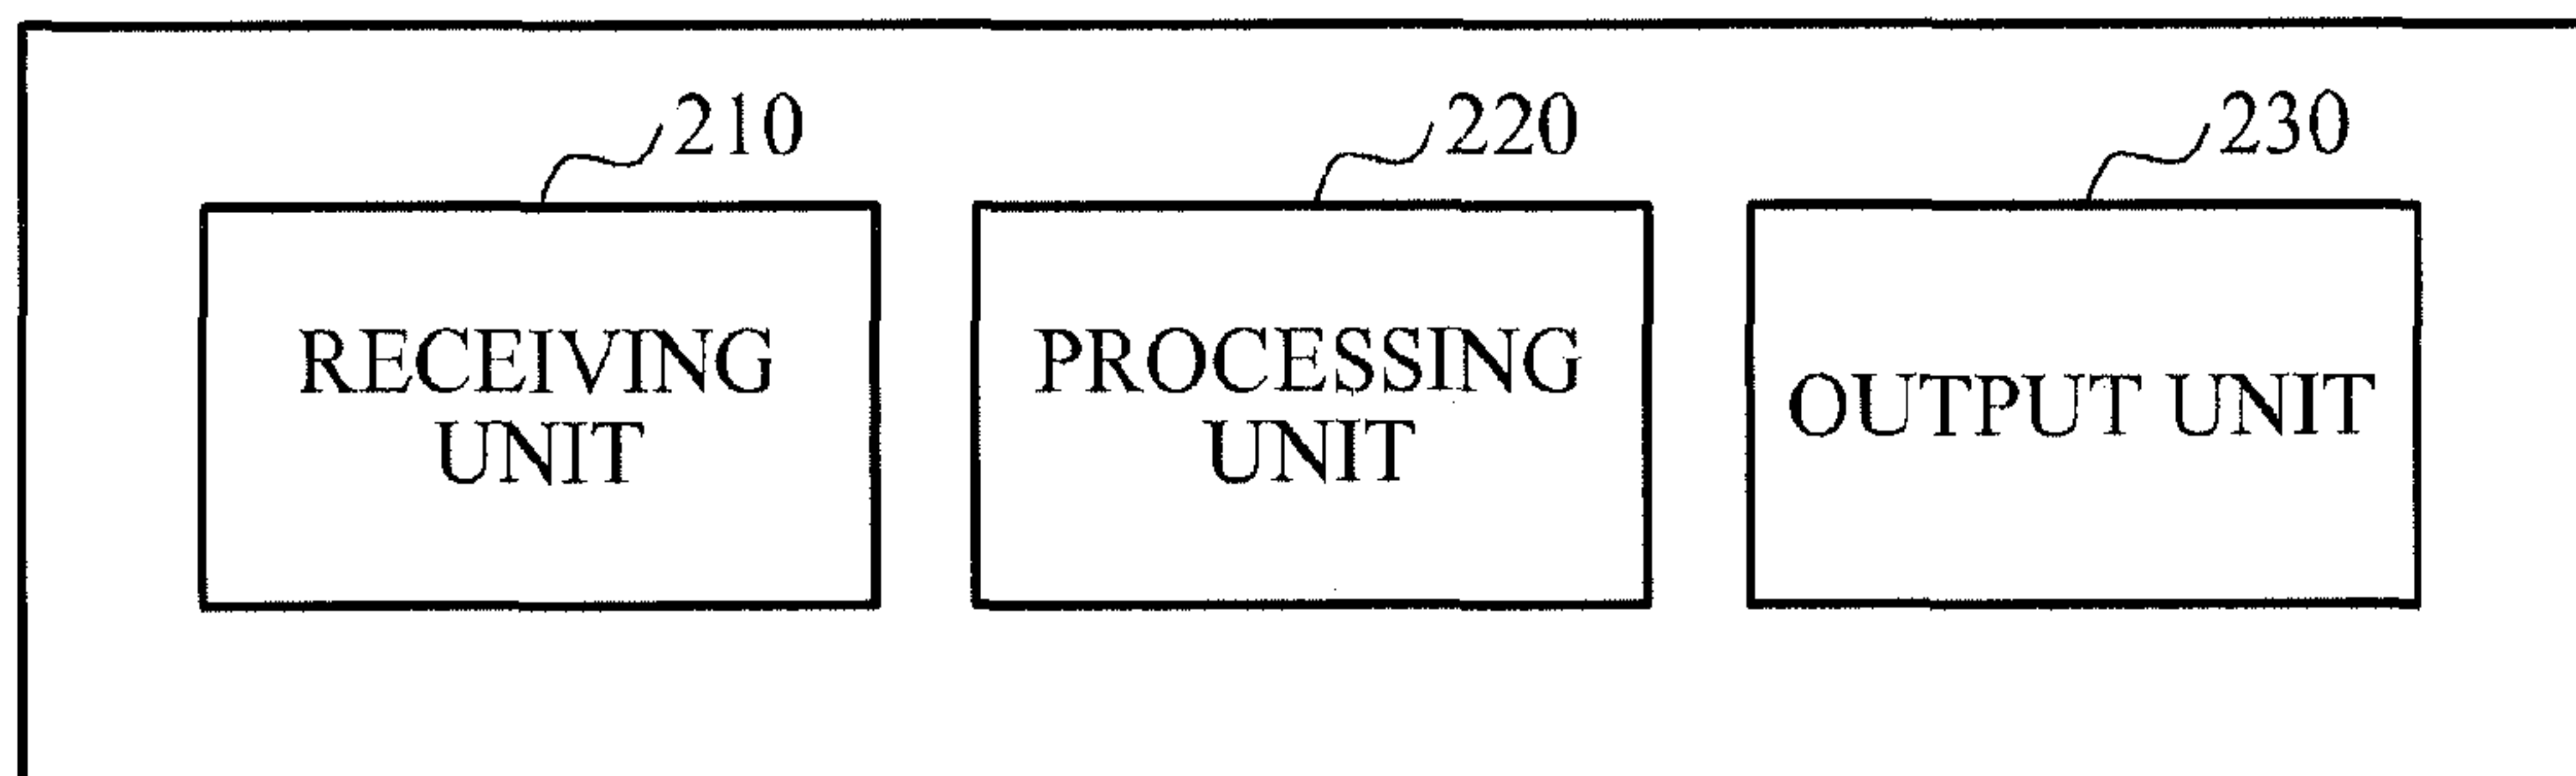 210
220
230
RECEIVING
UNIT
PROCESSING
UNIT
OUTPUT UNIT